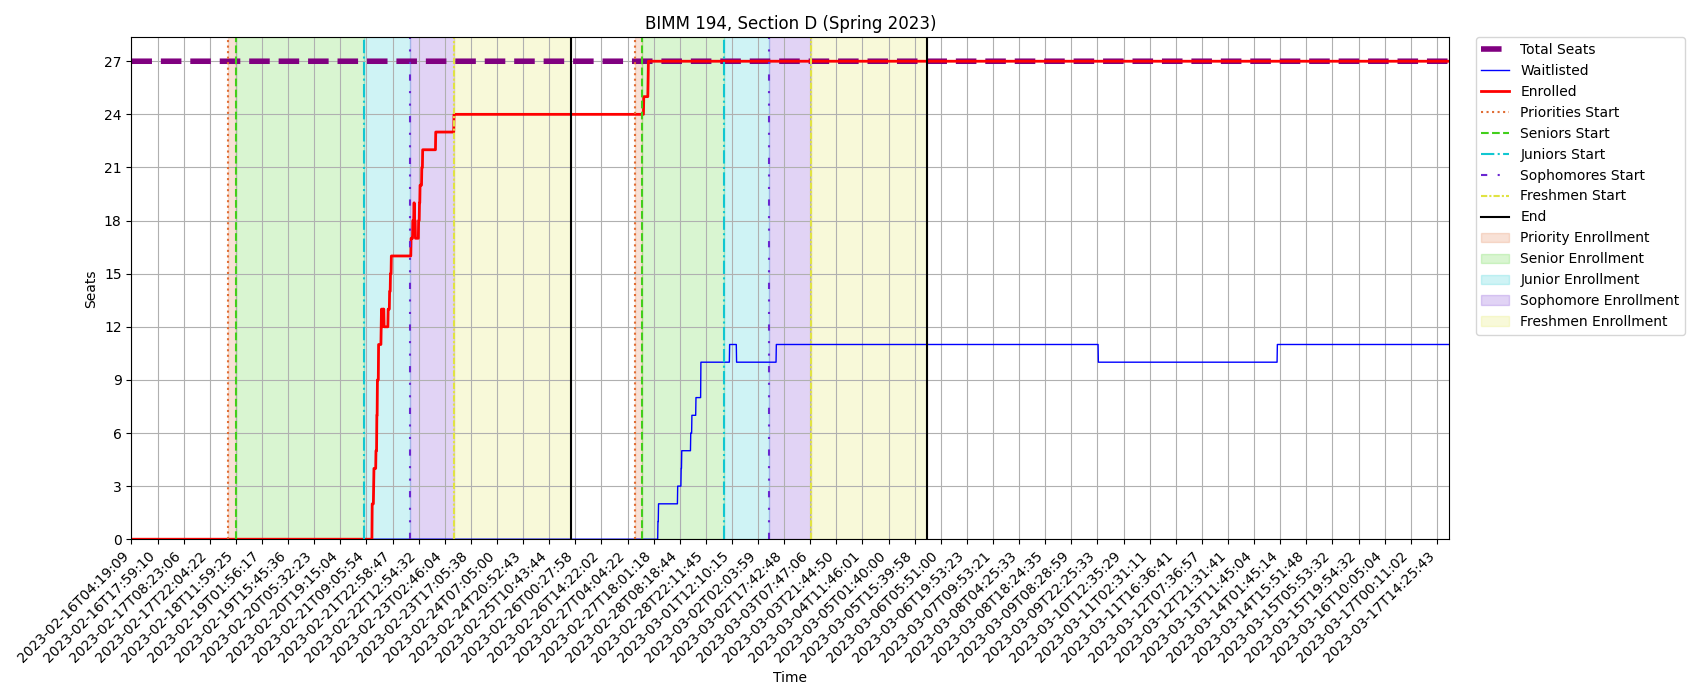 BIMM 194, Section D (Spring 2023)
Total Seats
Waitlisted
Enrolled
Priorities Start
Seniors Start
Juniors Start
Sophomores Start
Freshmen Start
End
Priority Enrollment
Senior Enrollment
Junior Enrollment
Sophomore Enrollment
Freshmen Enrollment
Seats
27
24
21
18
15
12
9
6
3
0
2023-02-16T04:19:09
2023-02-16T17:59:10
2023-02-17T08:23:06
2023-02-17T22:04:22
2023-02-18T11:59:25
2023-02-19T01:56:17
2023-02-19T15:45:36
2023-02-20T05:32:23
2023-02-20T19:15:04
2023-02-21T09:05:54
2023-02-21T22:58:47
2023-02-22T12:54:32
2023-02-23T02:46:04
2023-02-23T17:05:38
2023-02-24T07:05:00
2023-02-24T20:52:43
2023-02-25T10:43:44
2023-02-26T00:27:58
2023-02-26T14:22:02
2023-02-27T04:04:22
2023-02-27T18:01:18
2023-02-28T08:18:44
2023-02-28T22:11:45
2023-03-01T12:10:15
2023-03-02T02:03:59
2023-03-02T17:42:48
2023-03-03T07:47:06
2023-03-03T21:44:50
2023-03-04T11:46:01
2023-03-05T01:40:00
2023-03-05T15:39:58
2023-03-06T05:51:00
2023-03-06T19:53:23
2023-03-07T09:53:21
2023-03-08T04:25:33
2023-03-08T18:24:35
2023-03-09T08:28:59
2023-03-09T22:25:33
2023-03-10T12:35:29
2023-03-11T02:31:11
2023-03-11T16:36:41
2023-03-12T07:36:57
2023-03-12T21:31:41
2023-03-13T11:45:04
2023-03-14T01:45:14
2023-03-14T15:51:48
2023-03-15T05:53:32
2023-03-15T19:54:32
2023-03-16T10:05:04
2023-03-17T00:11:02
2023-03-17T14:25:43
Time